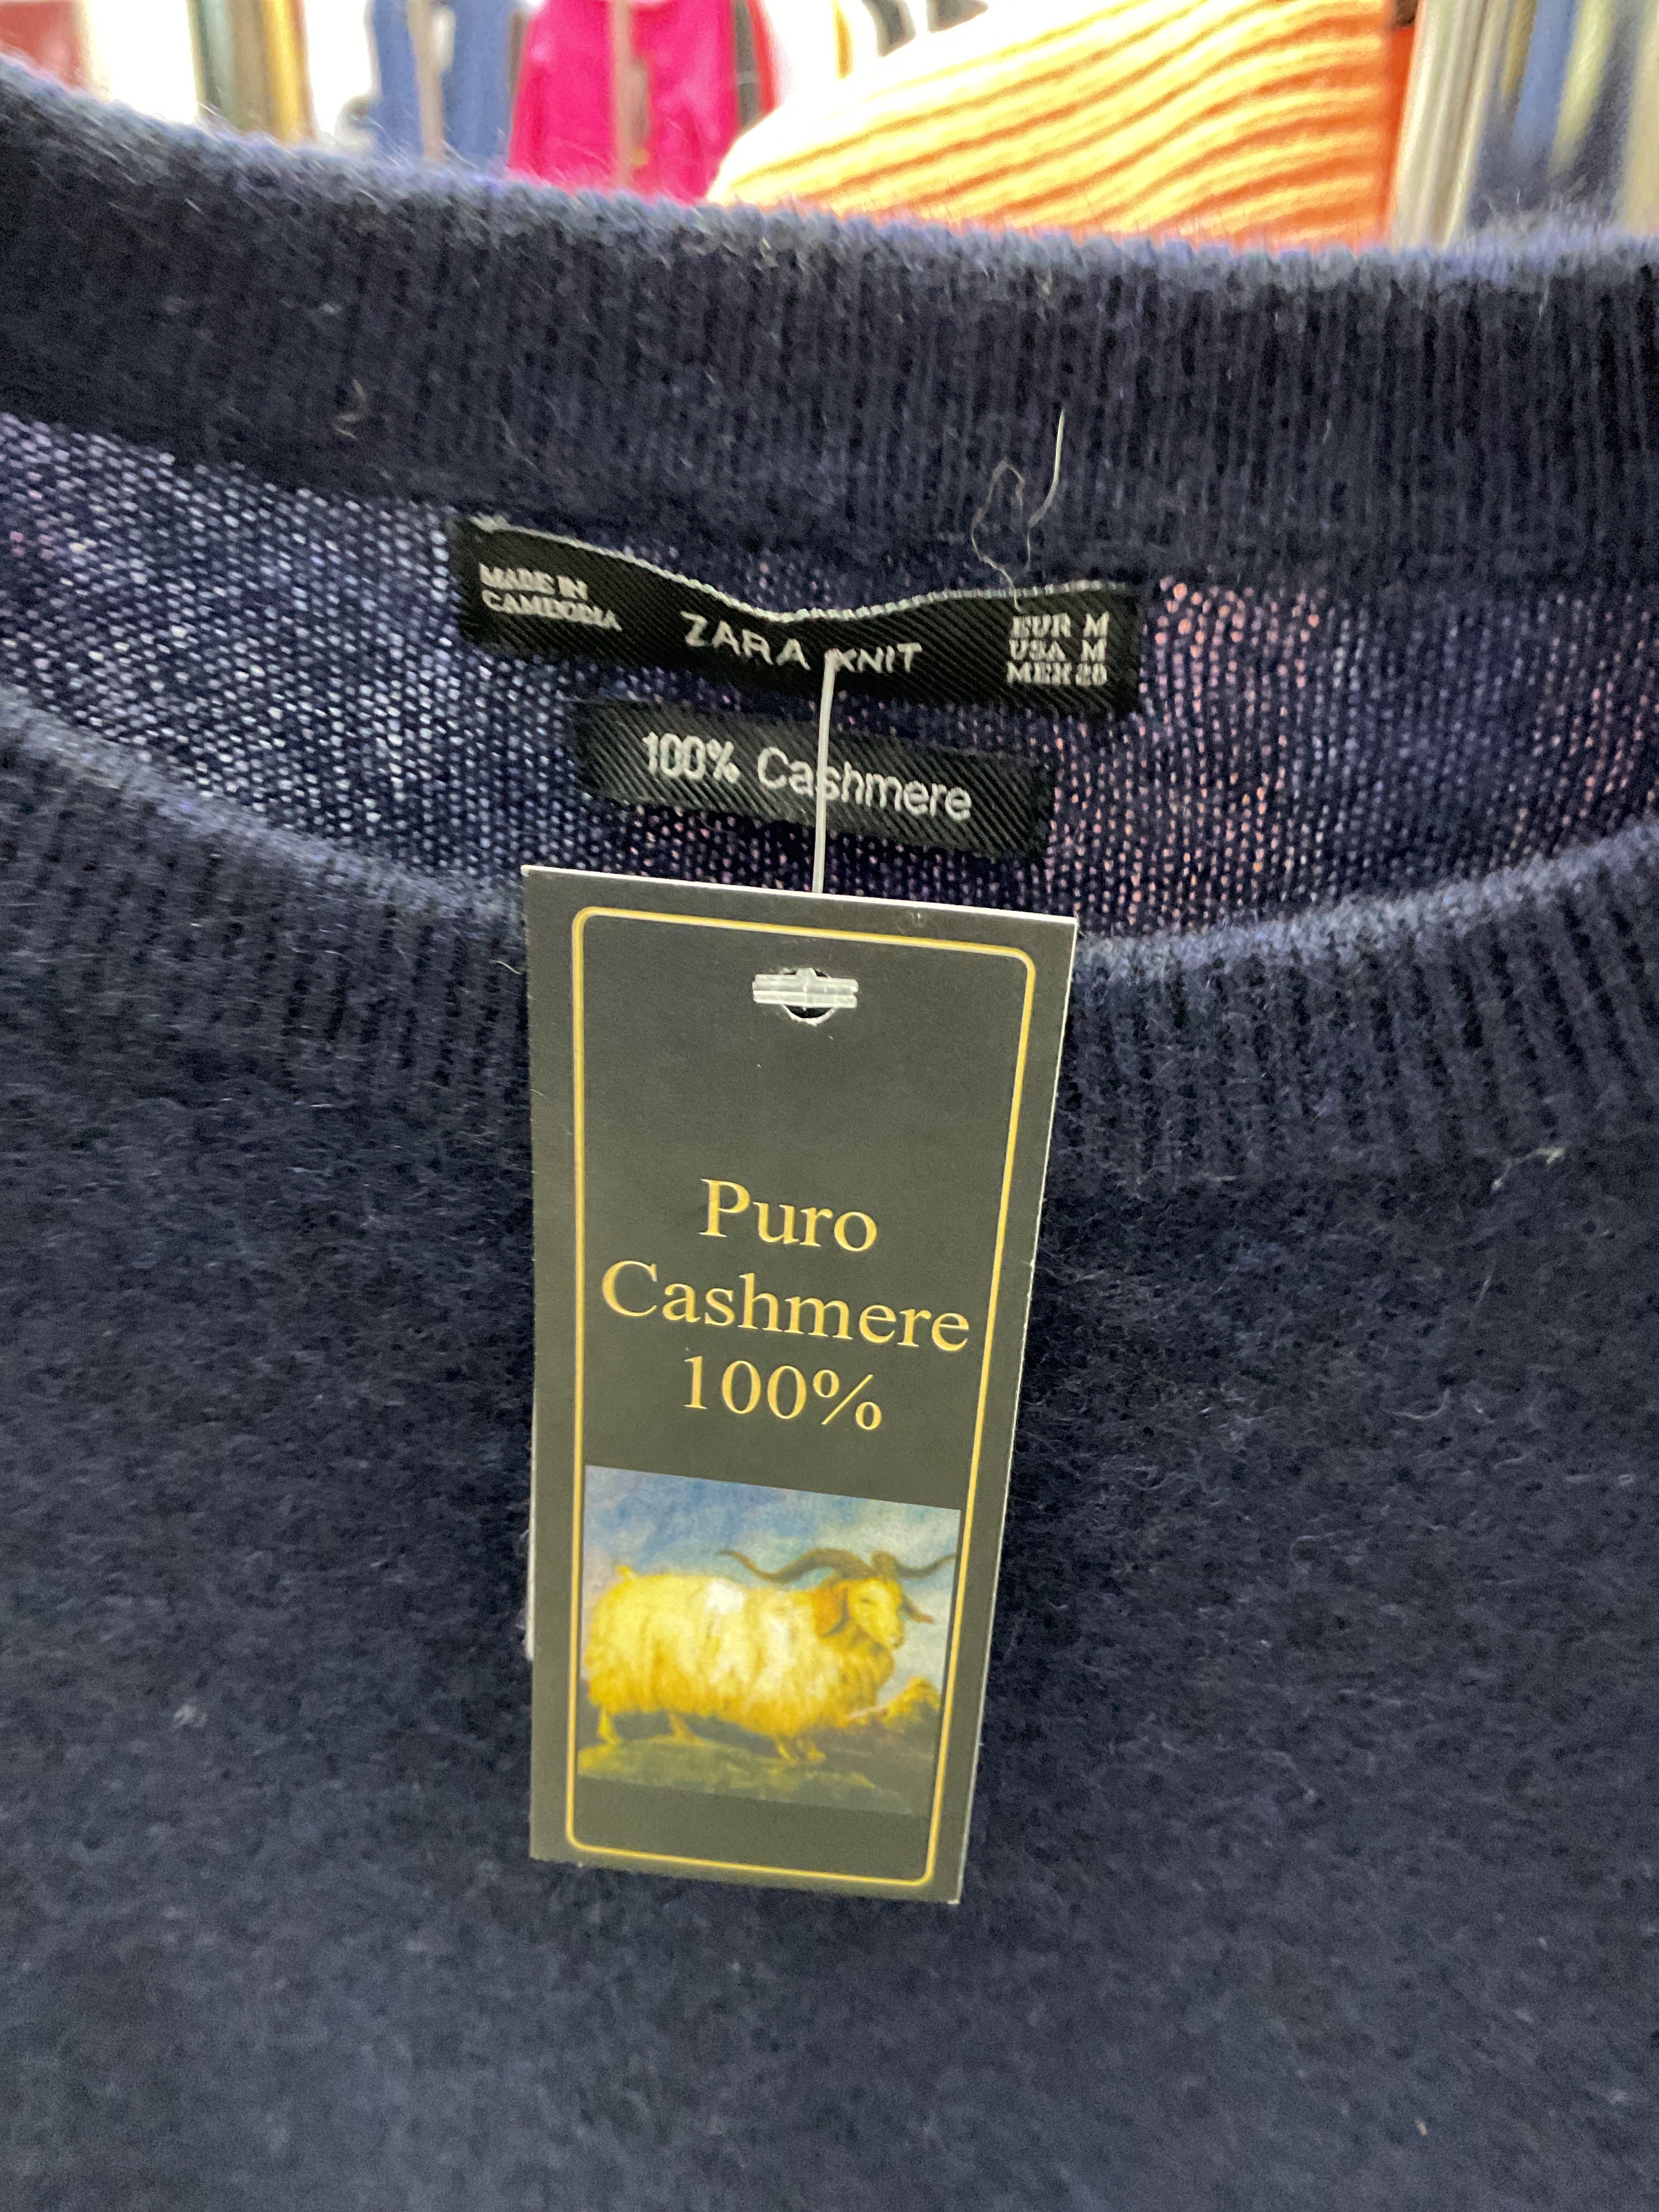 MADE IN
CAMBODIA
ZARA KNIT
EUR M
USA M
MEX 28
100% Cashmere
Puro
Cashmere
100%